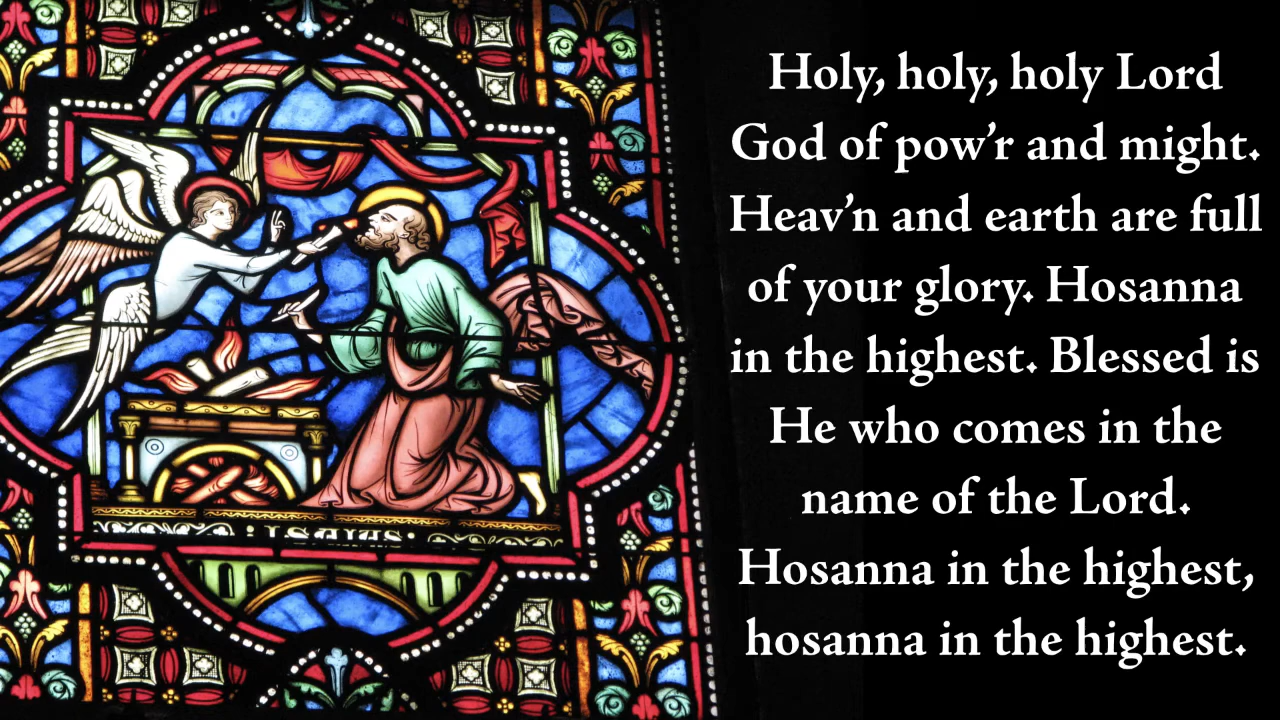 Holy, holy, holy Lord
God of pow’r and might.
Heav’n and earth are full
of your glory. Hosanna
in the highest. Blessed is
He who comes in the
name of the Lord.
Hosanna in the highest,
hosanna in the highest.
: ISAIAS :